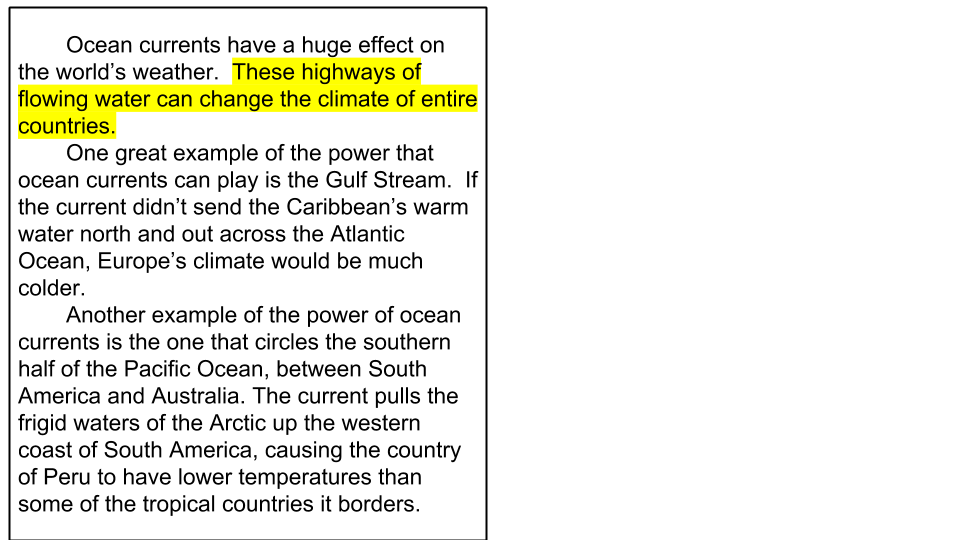 Ocean currents have a huge effect on
the world’s weather.  These highways of
flowing water can change the climate of entire
countries.
One great example of the power that
ocean currents can play is the Gulf Stream.  If
the current didn’t send the Caribbean’s warm
water north and out across the Atlantic
Ocean, Europe’s climate would be much
colder.
Another example of the power of ocean
currents is the one that circles the southern
half of the Pacific Ocean, between South
America and Australia. The current pulls the
frigid waters of the Arctic up the western
coast of South America, causing the country
of Peru to have lower temperatures than
some of the tropical countries it borders.